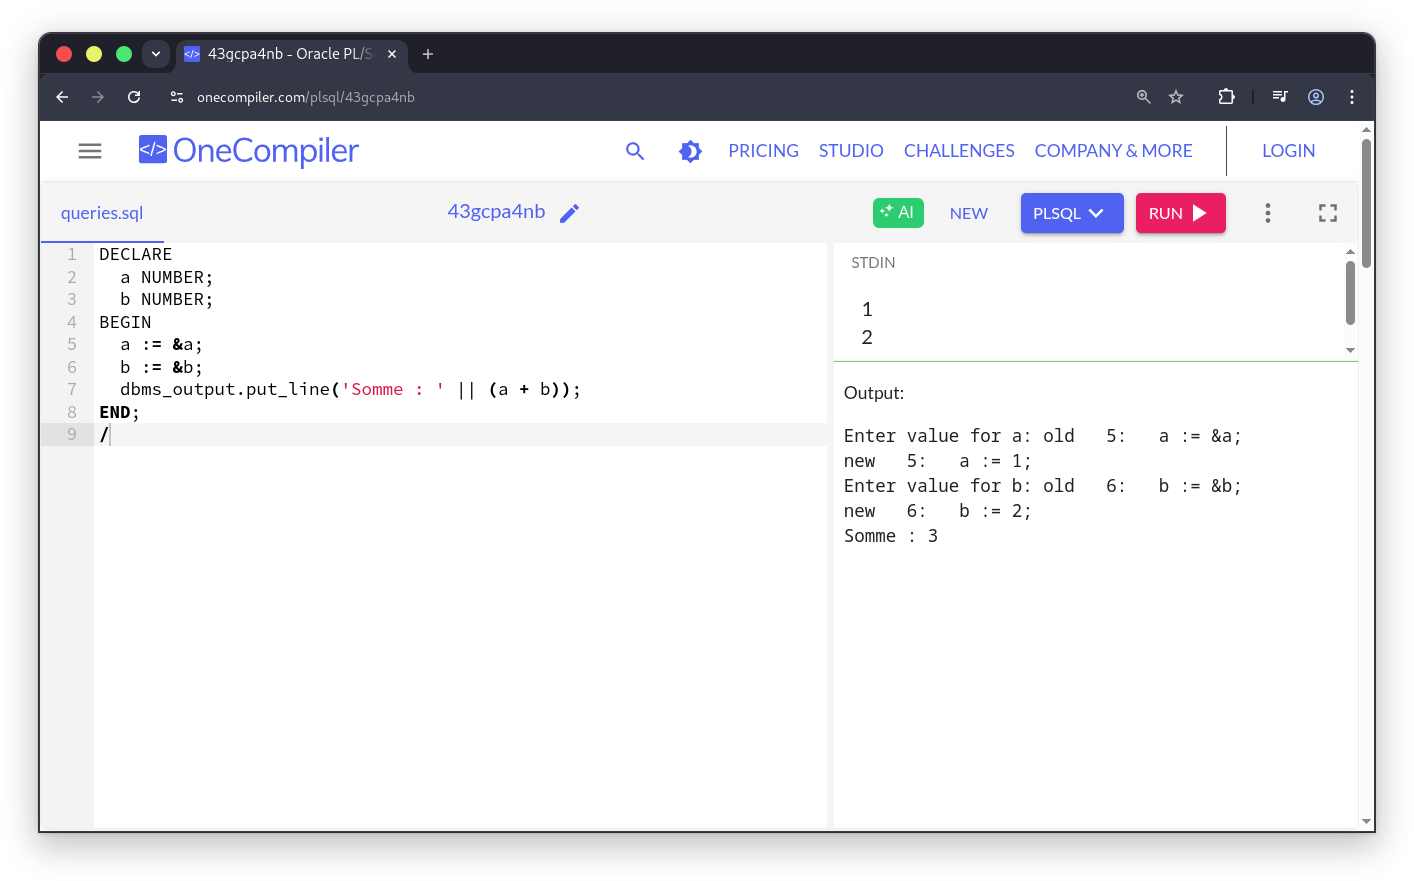 43gcpa4nb - Oracle PL/S
onecompiler.com/plsql/43gcpa4nb
</> OneCompiler
PRICING STUDIO CHALLENGES COMPANY & MORE LOGIN
queries.sql 43gcpa4nb AI NEW PLSQL RUN
1 DECLARE
2   a NUMBER;
3   b NUMBER;
4 BEGIN
5   a := &a;
6   b := &b;
7   dbms_output.put_line('Somme : ' || (a + b));
8 END;
9 /
STDIN
1
2
Output:
Enter value for a: old   5:   a := &a;
new   5:   a := 1;
Enter value for b: old   6:   b := &b;
new   6:   b := 2;
Somme : 3